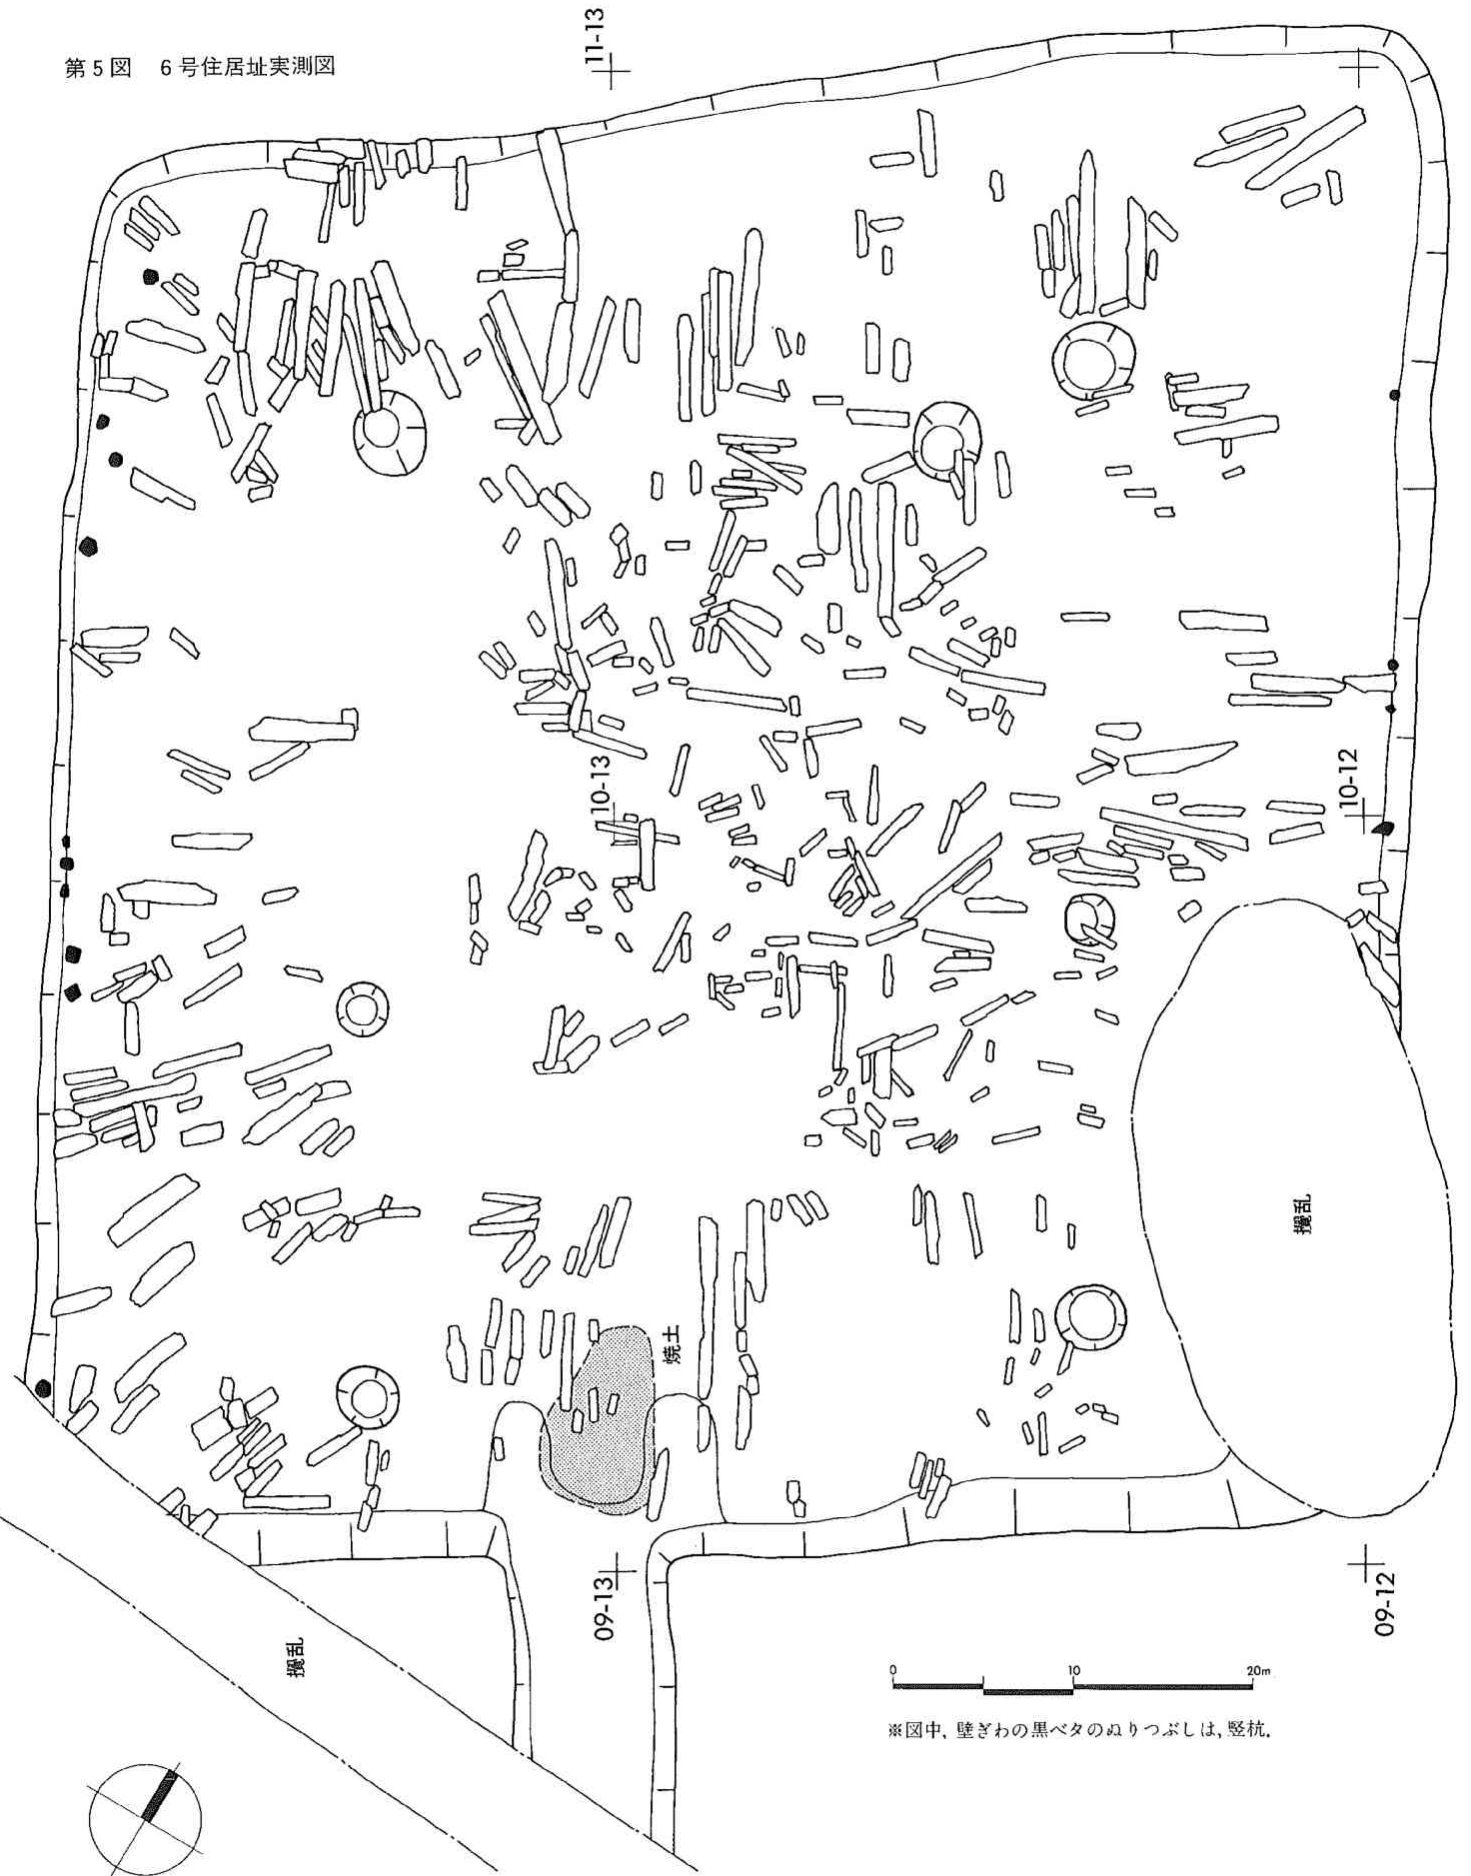 第5図 6号住居址実測図
11-13
10-13
10-12
攪乱
焼土
09-13
09-12
攪乱
0 10 20m
※図中, 壁ぎわの黒ベタのぬりつぶしは, 竪杭.